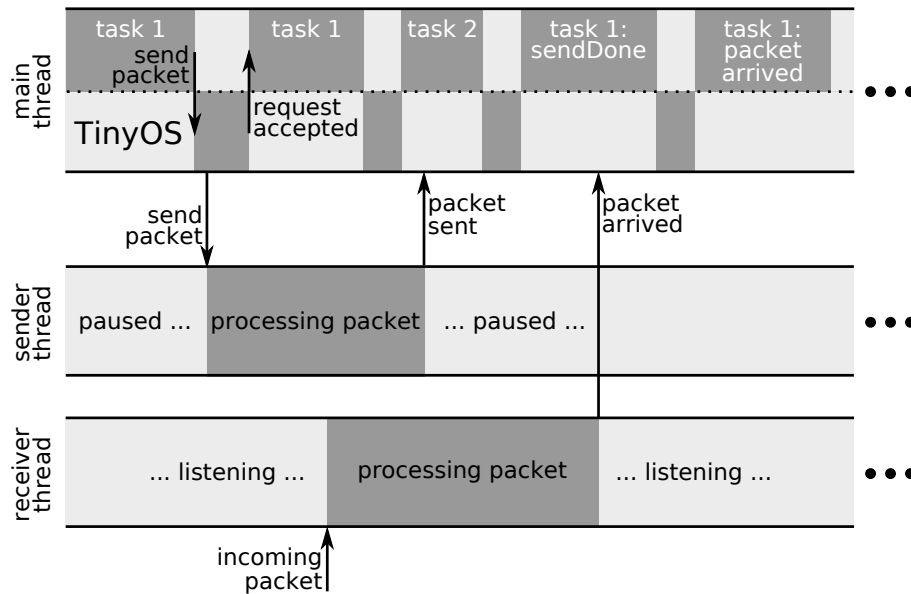 main
thread
task 1
task 1
task 2
task 1:
sendDone
task 1:
packet
arrived
send
packet
request
accepted
TinyOS
send
packet
packet
sent
packet
arrived
sender
thread
paused ...
processing packet
... paused ...
receiver
thread
... listening ...
processing packet
... listening ...
incoming
packet